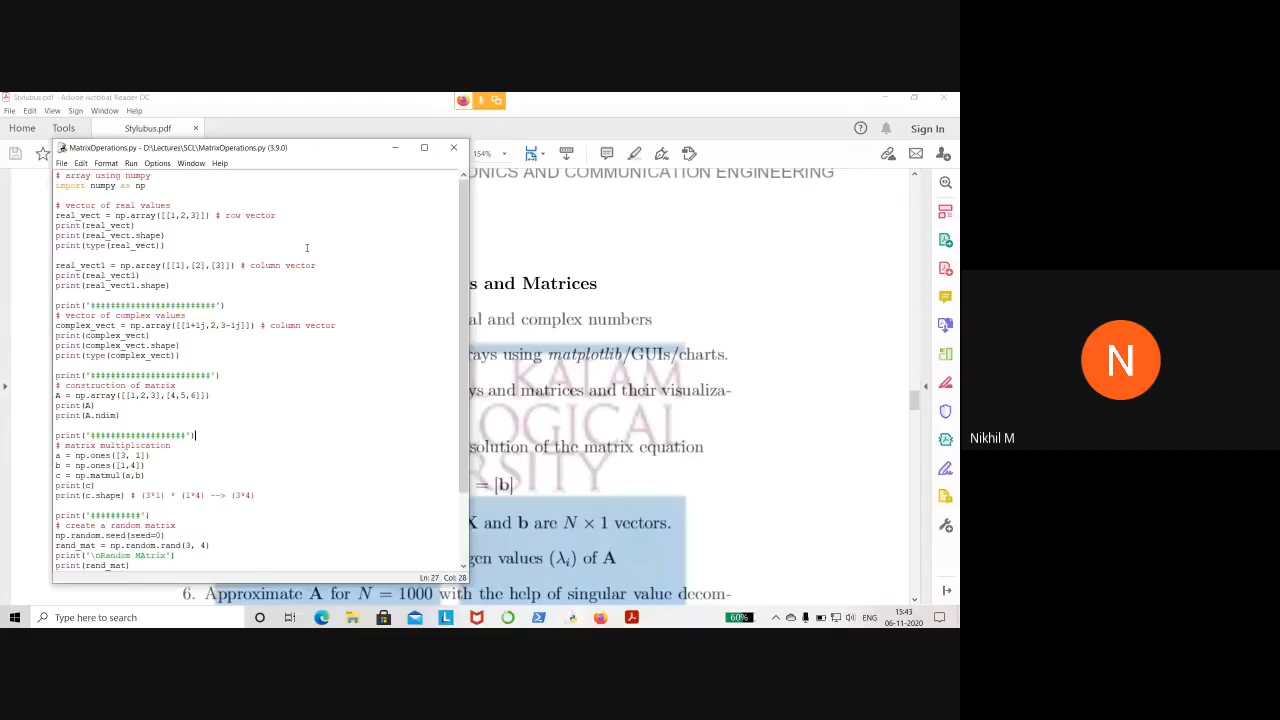 Stylubus.pdf - Adobe Acrobat Reader DC
File Edit View Sign Window Help
Home Tools Stylubus.pdf × Sign In
154%
MatrixOperations.py - D:\Lectures\SCL\MatrixOperations.py (3.9.0)
File Edit Format Run Options Window Help
# array using numpy
import numpy as np
# vector of real values
real_vect = np.array([[1,2,3]]) # row vector
print(real_vect)
print(real_vect.shape)
print(type(real_vect))
real_vect1 = np.array([[1],[2],[3]]) # column vector
print(real_vect1)
print(real_vect1.shape)
print('#########################')
# vector of complex values
complex_vect = np.array([[1+1j,2,3-1j]]) # column vector
print(complex_vect)
print(complex_vect.shape)
print(type(complex_vect))
print('########################')
# construction of matrix
A = np.array([[1,2,3],[4,5,6]])
print(A)
print(A.ndim)
print('###################')
# matrix multiplication
a = np.ones([3, 1])
b = np.ones([1,4])
c = np.matmul(a,b)
print(c)
print(c.shape) # (3*1) * (1*4) --> (3*4)
print('##########')
# create a random matrix
np.random.seed(seed=0)
rand_mat = np.random.rand(3, 4)
print('\nRandom MAtrix')
print(rand_mat)
Ln: 27 Col: 28
ONICS AND COMMUNICATION ENGINEERING
s and Matrices
al and complex numbers
rays using matplotlib/GUIs/charts.
ys and matrices and their visualiza-
solution of the matrix equation
= [b]
X and b are N × 1 vectors.
gen values (λi) of A
6. Approximate A for N = 1000 with the help of singular value decom-
KALAM
LOGICAL
ERSITY
Type here to search
60%
ENG
15:43
06-11-2020
N
Nikhil M